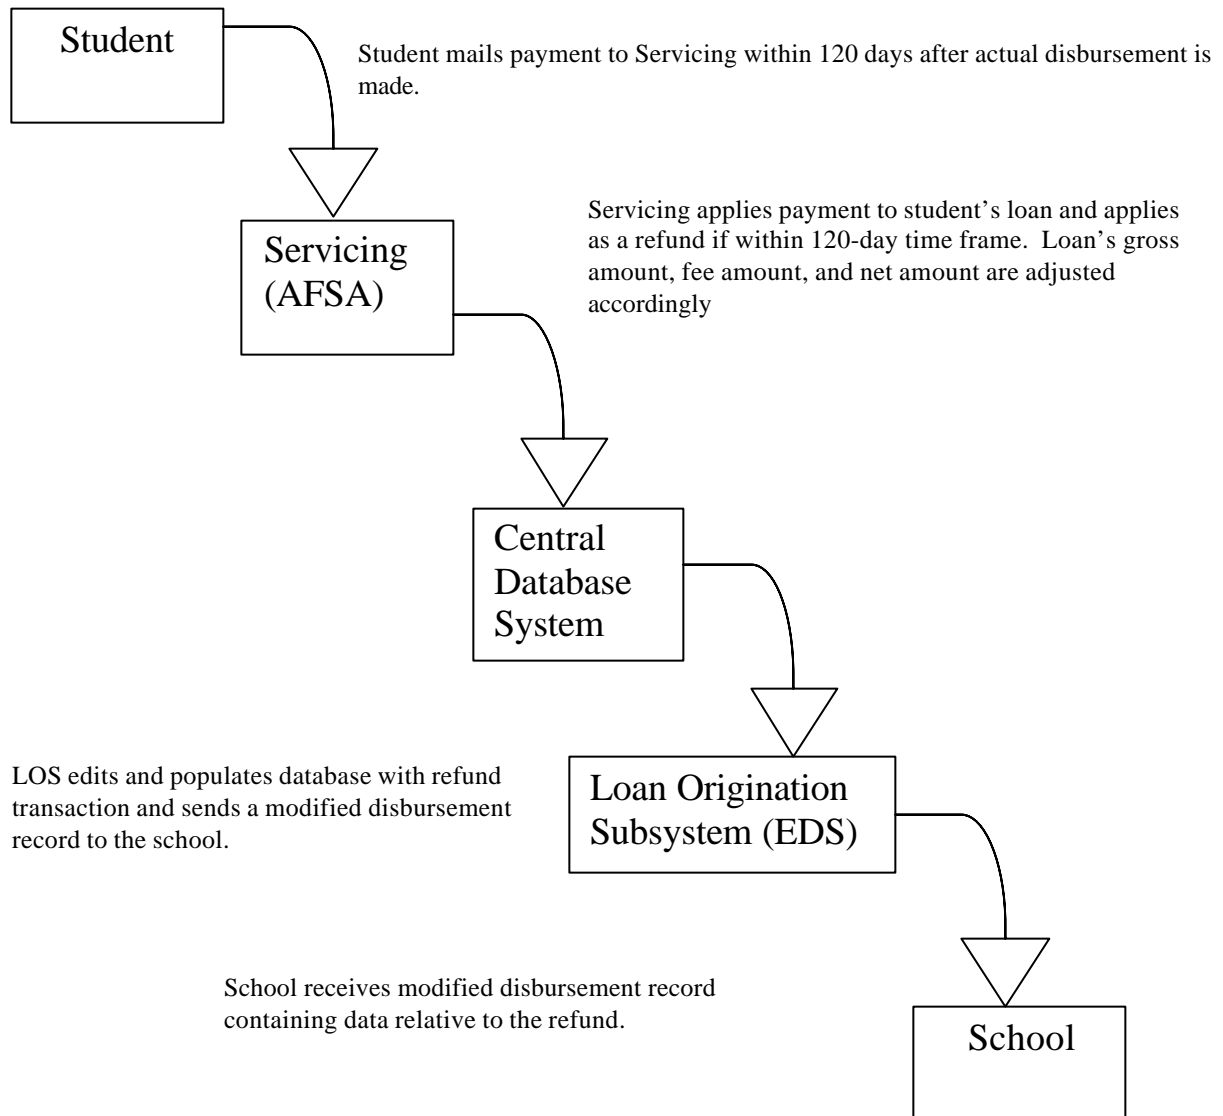 Student
Student mails payment to Servicing within 120 days after actual disbursement is
made.
Servicing
(AFSA)
Servicing applies payment to student’s loan and applies
as a refund if within 120-day time frame.  Loan’s gross
amount, fee amount, and net amount are adjusted
accordingly
Central
Database
System
Loan Origination
Subsystem (EDS)
LOS edits and populates database with refund
transaction and sends a modified disbursement
record to the school.
School receives modified disbursement record
containing data relative to the refund.
School